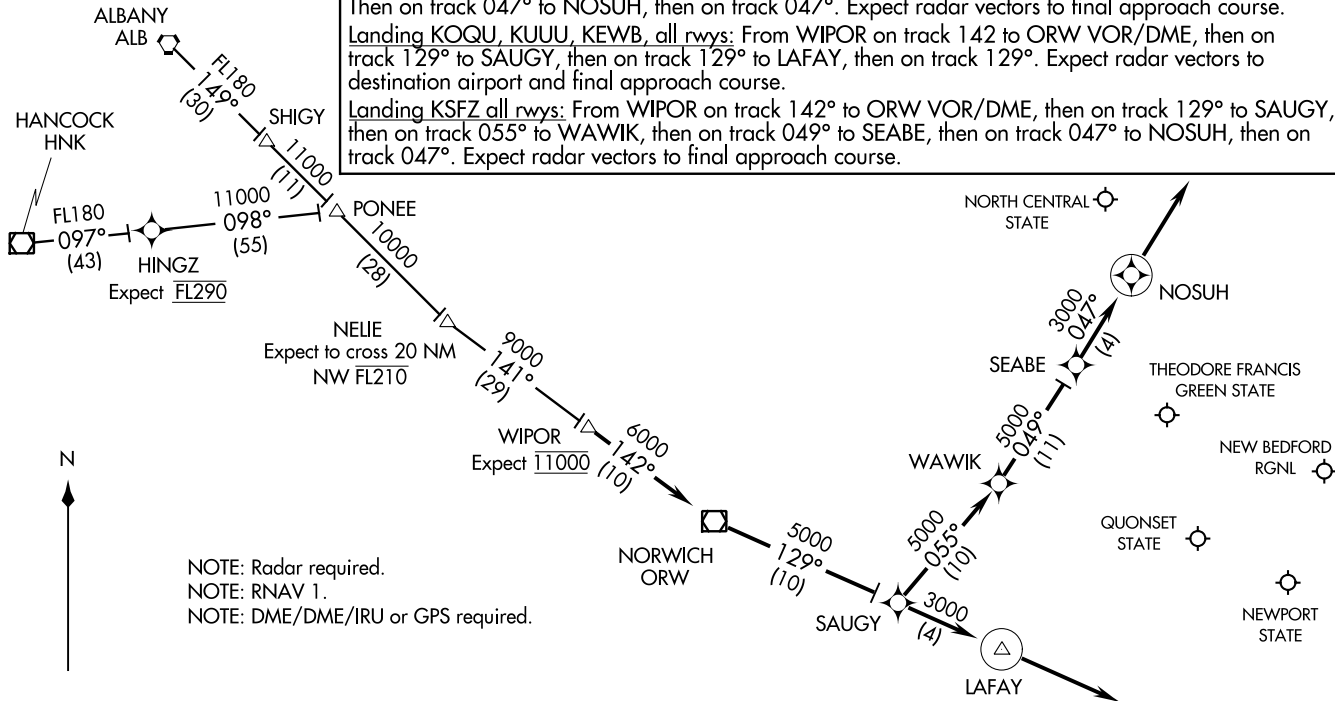 Then on track 047° to NOSUH, then on track 047°. Expect radar vectors to final approach course.
Landing KOQU, KUUU, KEWB, all rwys: From WIPOR on track 142 to ORW VOR/DME, then on
track 129° to SAUGY, then on track 129° to LAFAY, then on track 129°. Expect radar vectors to
destination airport and final approach course.
Landing KSFZ all rwys: From WIPOR on track 142° to ORW VOR/DME, then on track 129° to SAUGY,
then on track 055° to WAWIK, then on track 049° to SEABE, then on track 047° to NOSUH, then on
track 047°. Expect radar vectors to final approach course.
ALBANY
ALB
FL180
149°
(30)
SHIGY
11000
(11)
HANCOCK
HNK
FL180
097°
(43)
HINGZ
Expect FL290
11000
098°
(55)
PONEE
10000
(28)
NELIE
Expect to cross 20 NM
NW FL210
9000
141°
(29)
WIPOR
Expect 11000
6000
142°
(10)
NORWICH
ORW
5000
129°
(10)
SAUGY
3000
(4)
LAFAY
5000
055°
(10)
WAWIK
5000
049°
(11)
SEABE
3000
047°
(4)
NOSUH
NORTH CENTRAL
STATE
THEODORE FRANCIS
GREEN STATE
NEW BEDFORD
RGNL
QUONSET
STATE
NEWPORT
STATE
N
NOTE: Radar required.
NOTE: RNAV 1.
NOTE: DME/DME/IRU or GPS required.